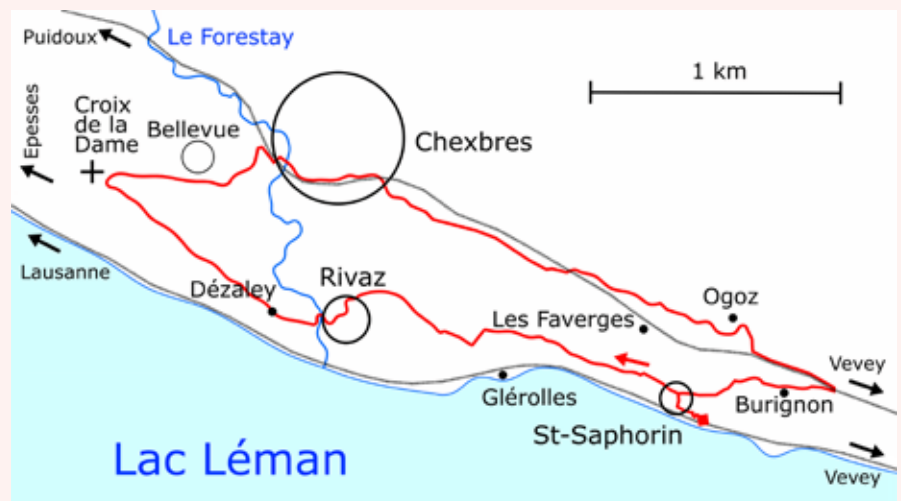 Puidoux
Le Forestay
1 km
Epesses
Croix
de la
Dame
Bellevue
Chexbres
Lausanne
Dézaley
Rivaz
Ogoz
Les Faverges
Vevey
Glérolles
Burignon
St-Saphorin
Lac Léman
Vevey